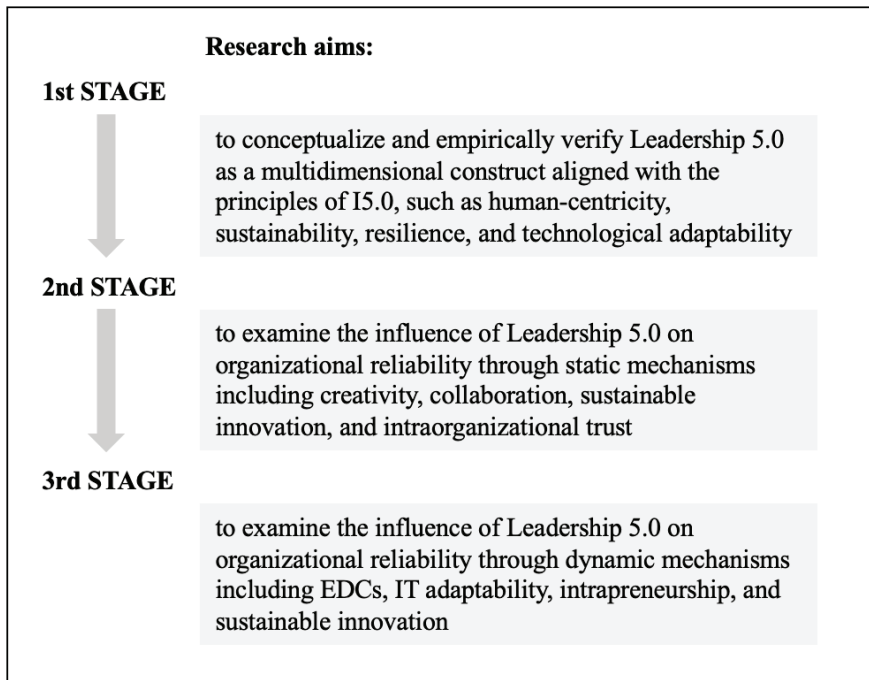 Research aims:
1st STAGE
to conceptualize and empirically verify Leadership 5.0
as a multidimensional construct aligned with the
principles of I5.0, such as human-centricity,
sustainability, resilience, and technological adaptability
2nd STAGE
to examine the influence of Leadership 5.0 on
organizational reliability through static mechanisms
including creativity, collaboration, sustainable
innovation, and intraorganizational trust
3rd STAGE
to examine the influence of Leadership 5.0 on
organizational reliability through dynamic mechanisms
including EDCs, IT adaptability, intrapreneurship, and
sustainable innovation